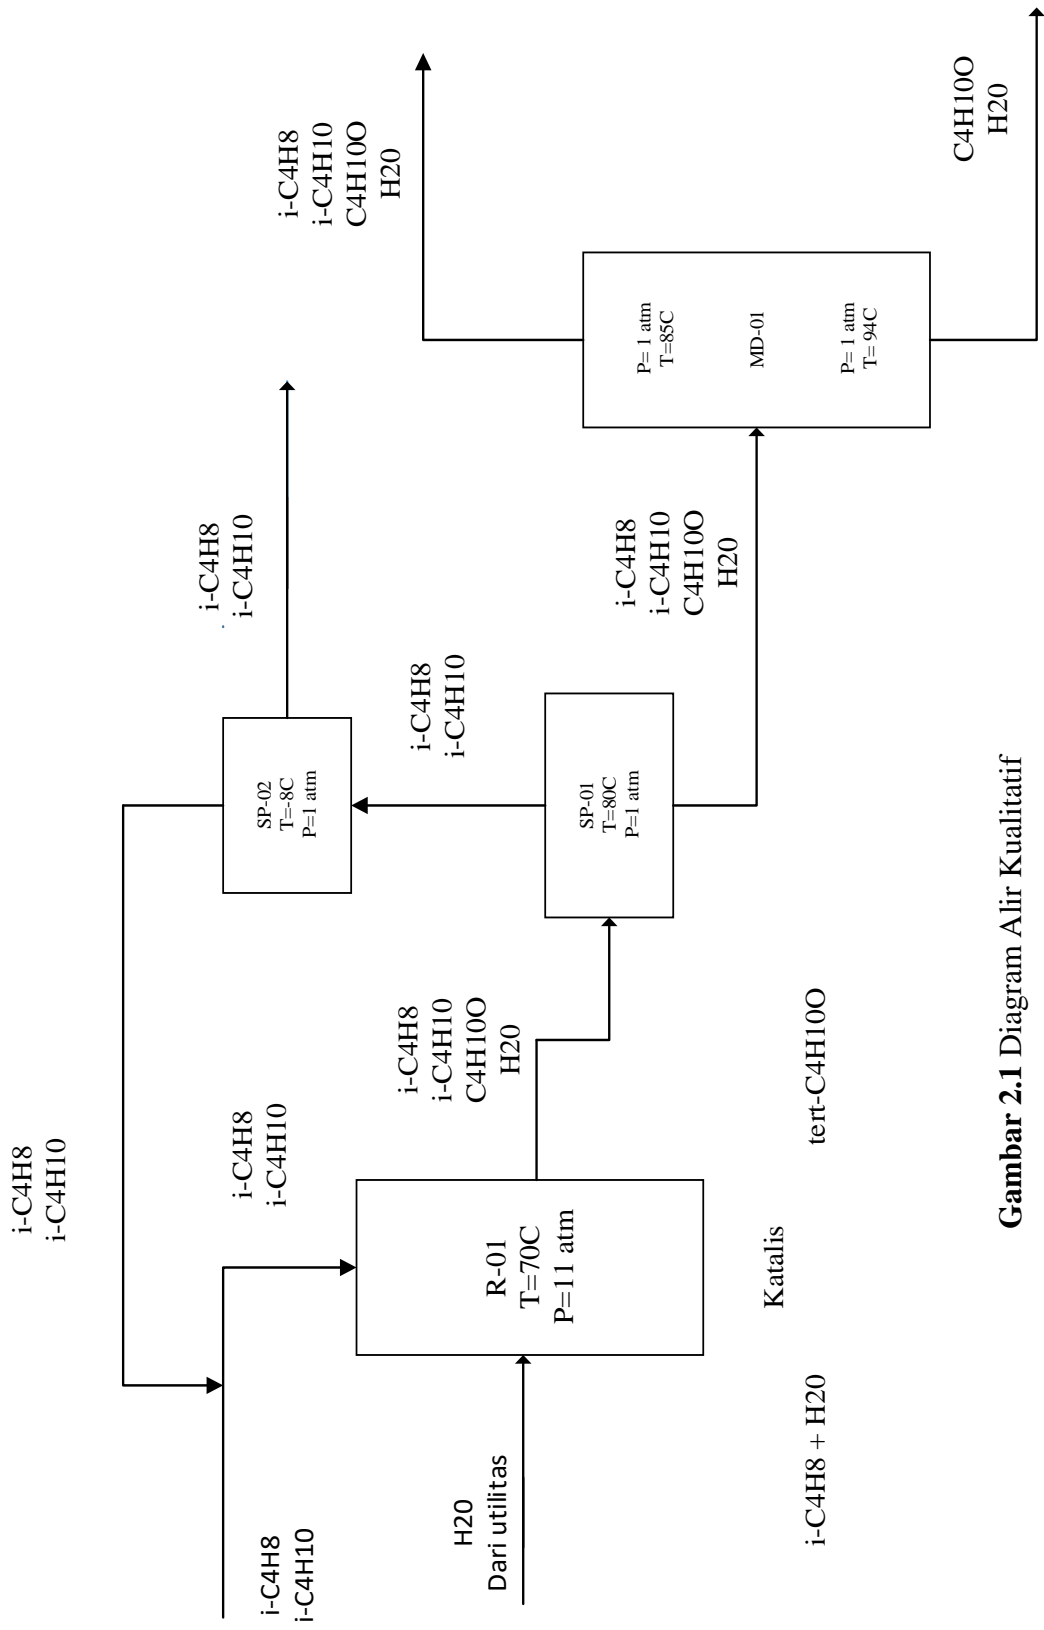 i-C4H8
i-C4H10
i-C4H8
i-C4H10
H20
Dari utilitas
i-C4H8
i-C4H10
R-01
T=70C
P=11 atm
i-C4H8
i-C4H10
C4H10O
H20
SP-01
T=80C
P=1 atm
i-C4H8
i-C4H10
SP-02
T=-8C
P=1 atm
i-C4H8
i-C4H10
i-C4H8
i-C4H10
C4H10O
H20
P= 1 atm
T=85C
MD-01
P= 1 atm
T= 94C
i-C4H8
i-C4H10
C4H10O
H20
C4H10O
H20
i-C4H8 + H20
Katalis
tert-C4H10O
Gambar 2.1 Diagram Alir Kualitatif